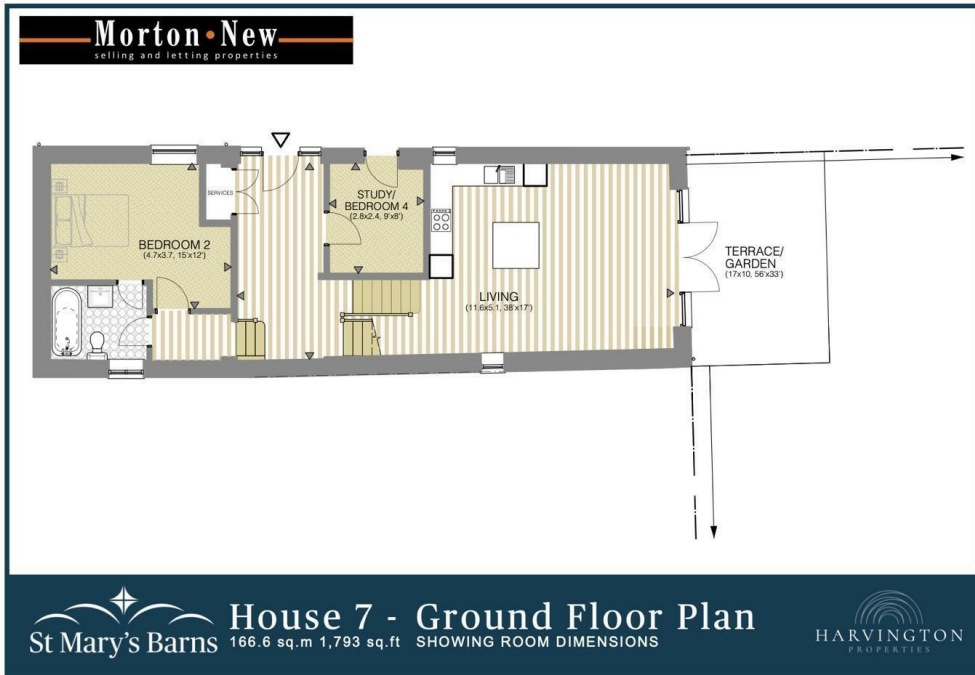 Morton•New
selling and letting properties
SERVICES
STUDY/
BEDROOM 4
(2.8x2.4, 9'x8')
BEDROOM 2
(4.7x3.7, 15'x12')
TERRACE/
GARDEN
(17x10, 56'x33')
LIVING
(11.6x5.1, 38'x17')
St Mary's Barns
House 7 - Ground Floor Plan
166.6 sq.m 1,793 sq.ft SHOWING ROOM DIMENSIONS
HARVINGTON
PROPERTIES